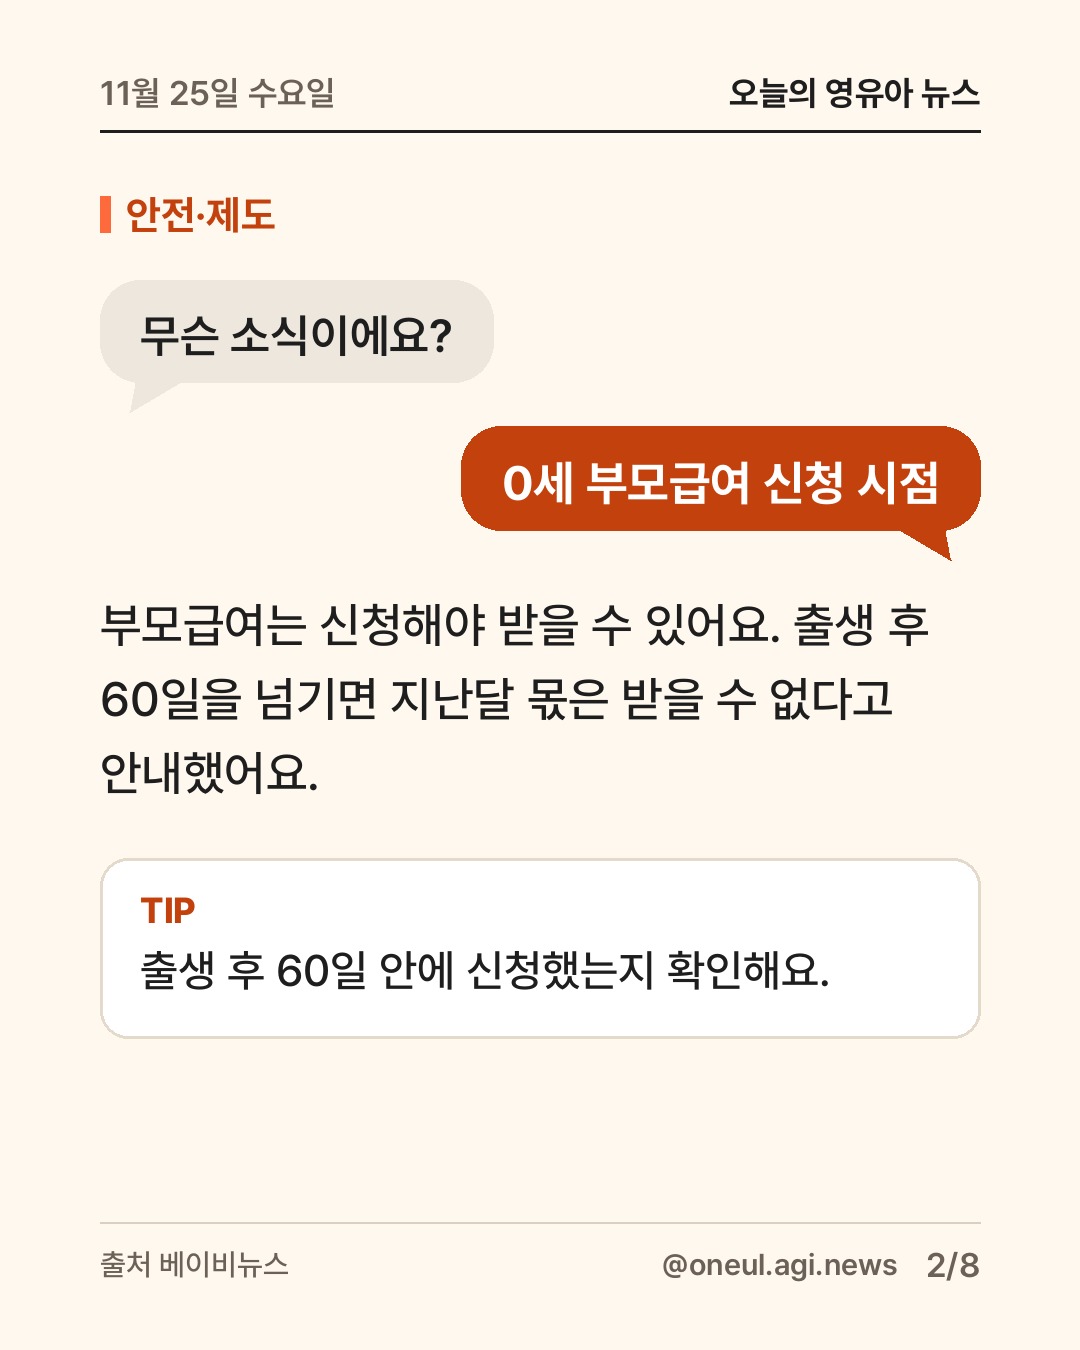 11월 25일 수요일
오늘의 영유아 뉴스
안전·제도
무슨 소식이에요?
0세 부모급여 신청 시점
부모급여는 신청해야 받을 수 있어요. 출생 후
60일을 넘기면 지난달 몫은 받을 수 없다고
안내했어요.
TIP
출생 후 60일 안에 신청했는지 확인해요.
출처 베이비뉴스
@oneul.agi.news 2/8